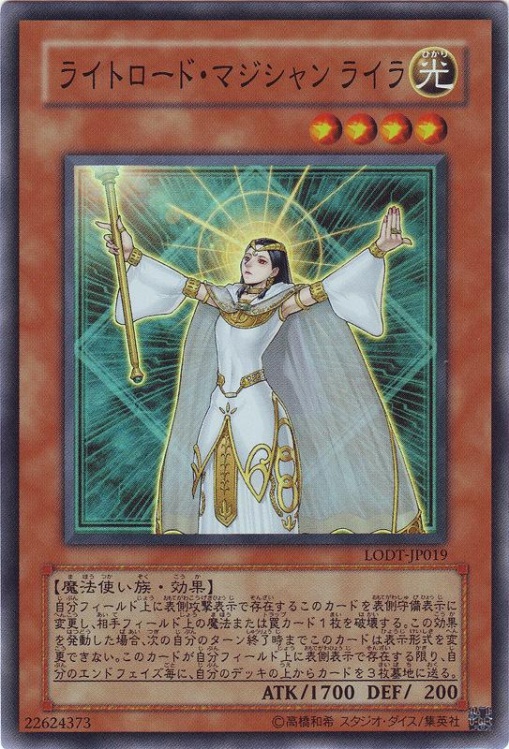 ライトロード・マジシャン ライラ
ひかり
光
LODT-JP019
【魔法使い族・効果】
自分フィールド上に表側攻撃表示で存在するこのカードを表側守備表示に
変更し、相手フィールド上の魔法または罠カード1枚を破壊する。この効果
を発動した場合、次の自分のターン終了時までこのカードは表示形式を変
更できない。このカードが自分フィールド上に表側表示で存在する限り、自
分のエンドフェイズ毎に、自分のデッキの上からカードを3枚墓地に送る。
ATK/1700 DEF/ 200
22624373
©高橋和希 スタジオ・ダイス/集英社